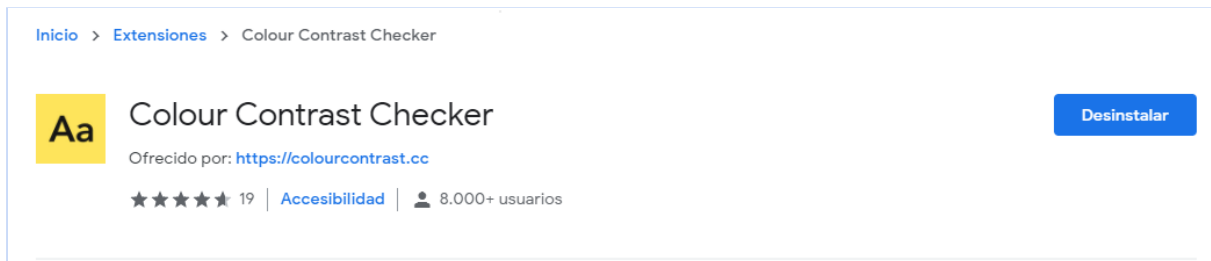 Inicio > Extensiones > Colour Contrast Checker
Aa
Colour Contrast Checker
Desinstalar
Ofrecido por: https://colourcontrast.cc
19 | Accesibilidad | 8.000+ usuarios